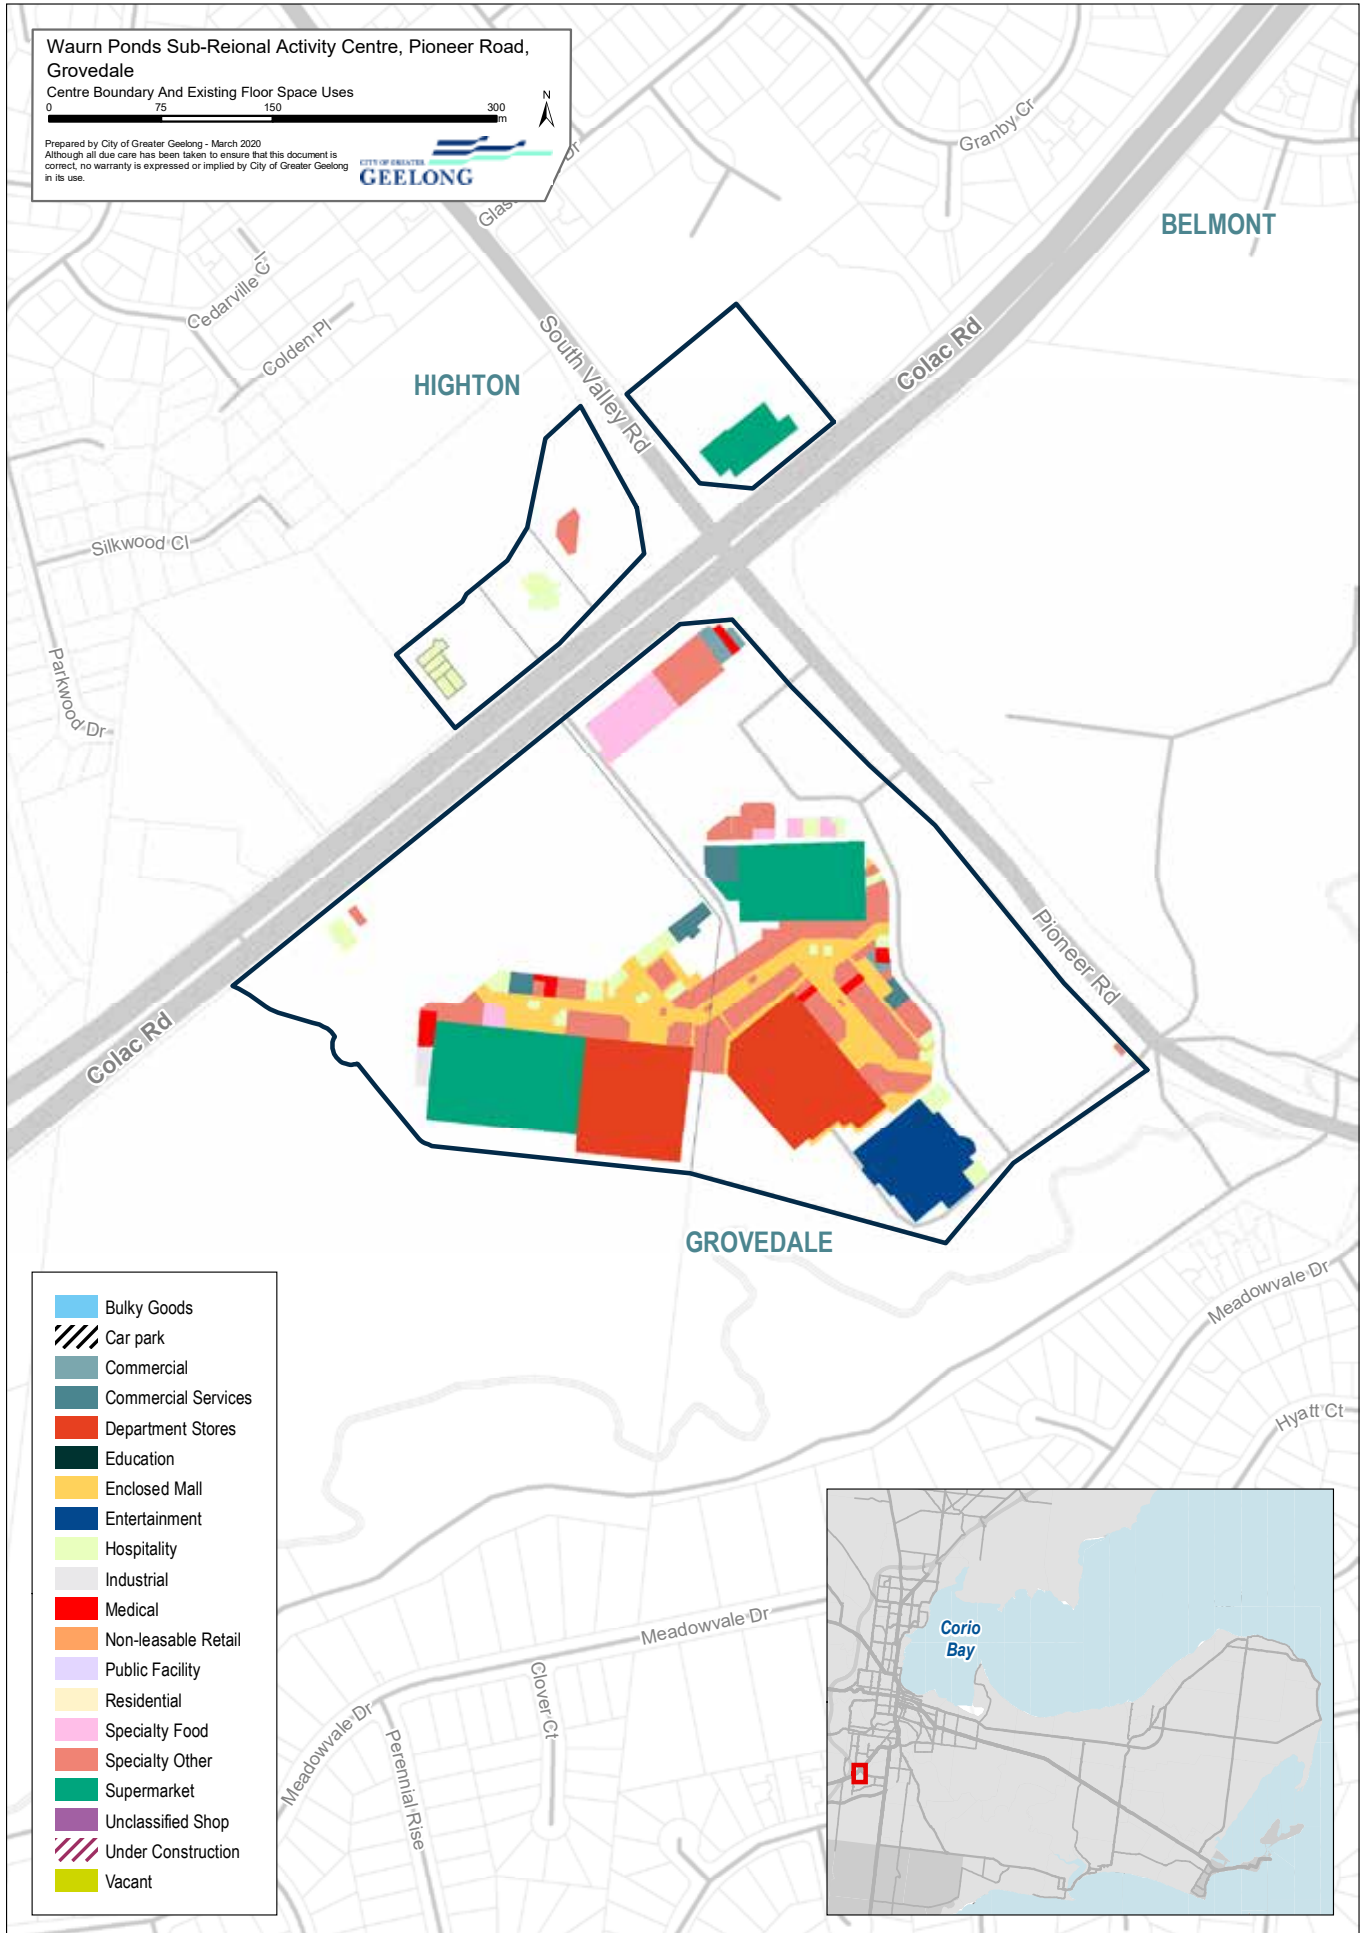 Waurn Ponds Sub-Reional Activity Centre, Pioneer Road,
Grovedale
Centre Boundary And Existing Floor Space Uses
0 75 150 300
m
N
Prepared by City of Greater Geelong - March 2020
Although all due care has been taken to ensure that this document is
correct, no warranty is expressed or implied by City of Greater Geelong
in its use.
CITY OF GREATER
GEELONG
Dr
Granby Cr
BELMONT
Cedarville Cl
Colden Pl
South Valley Rd
Colac Rd
HIGHTON
Silkwood Cl
Parkwood Dr
Pioneer Rd
Colac Rd
GROVEDALE
Meadowvale Dr
Hyatt Ct
Bulky Goods
Car park
Commercial
Commercial Services
Department Stores
Education
Enclosed Mall
Entertainment
Hospitality
Industrial
Medical
Non-leasable Retail
Public Facility
Residential
Specialty Food
Specialty Other
Supermarket
Unclassified Shop
Under Construction
Vacant
Meadowvale Dr
Clover Ct
Meadowvale Dr
Perennial Rise
Corio
Bay